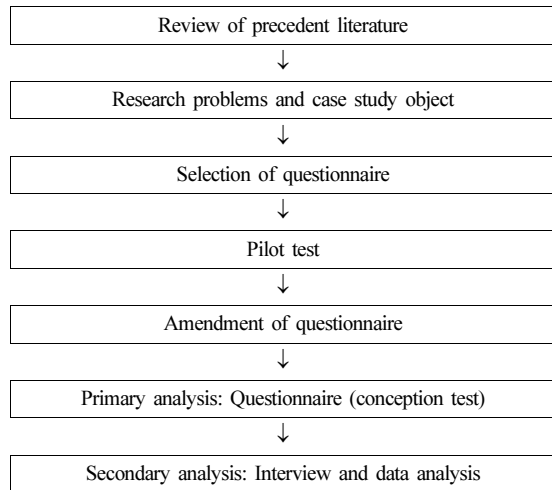 Review of precedent literature
↓
Research problems and case study object
↓
Selection of questionnaire
↓
Pilot test
↓
Amendment of questionnaire
↓
Primary analysis: Questionnaire (conception test)
↓
Secondary analysis: Interview and data analysis